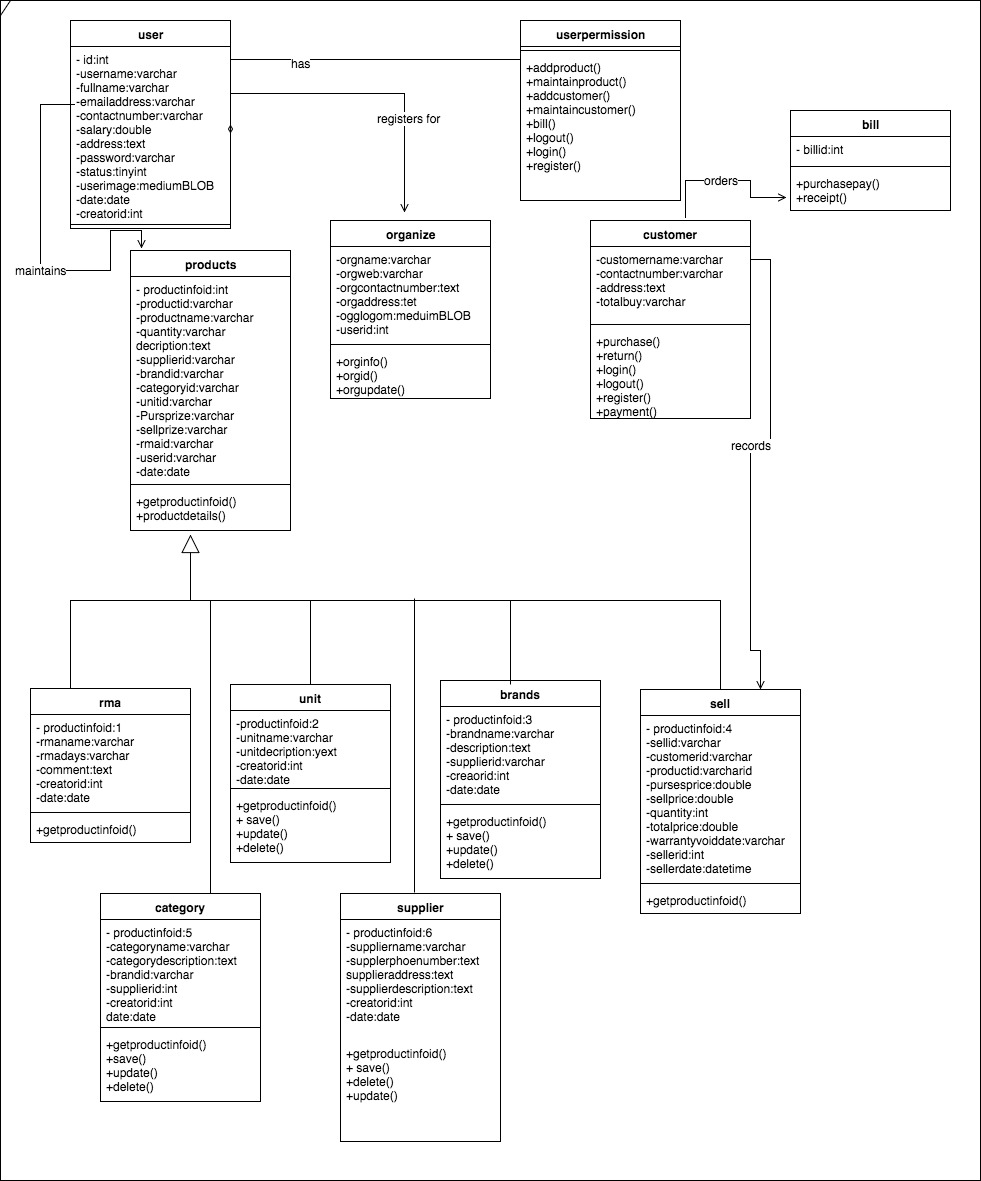 user
- id:int
-username:varchar
-fullname:varchar
-emailaddress:varchar
-contactnumber:varchar
-salary:double
-address:text
-password:varchar
-status:tinyint
-userimage:mediumBLOB
-date:date
-creatorid:int
has
userpermission
+addproduct()
+maintainproduct()
+addcustomer()
+maintaincustomer()
+bill()
+logout()
+login()
+register()
registers for
bill
- billid:int
+purchasepay()
+receipt()
orders
maintains
products
- productinfoid:int
-productid:varchar
-productname:varchar
-quantity:varchar
decription:text
-supplierid:varchar
-brandid:varchar
-categoryid:varchar
-unitid:varchar
-Pursprize:varchar
-sellprize:varchar
-rmaid:varchar
-userid:varchar
-date:date
+getproductinfoid()
+productdetails()
organize
-orgname:varchar
-orgweb:varchar
-orgcontactnumber:text
-orgaddress:tet
-ogglogom:meduimBLOB
-userid:int
+orginfo()
+orgid()
+orgupdate()
customer
-customername:varchar
-contactnumber:varchar
-address:text
-totalbuy:varchar
+purchase()
+return()
+login()
+logout()
+register()
+payment()
records
rma
- productinfoid:1
-rmaname:varchar
-rmadays:varchar
-comment:text
-creatorid:int
-date:date
+getproductinfoid()
unit
-productinfoid:2
-unitname:varchar
-unitdecription:yext
-creatorid:int
-date:date
+getproductinfoid()
+ save()
+update()
+delete()
brands
- productinfoid:3
-brandname:varchar
-description:text
-supplierid:varchar
-creaorid:int
-date:date
+getproductinfoid()
+ save()
+update()
+delete()
sell
- productinfoid:4
-sellid:varchar
-customerid:varchar
-productid:varcharid
-pursesprice:double
-sellprice:double
-quantity:int
-totalprice:double
-warrantyvoiddate:varchar
-sellerid:int
-sellerdate:datetime
+getproductinfoid()
category
- productinfoid:5
-categoryname:varchar
-categorydescription:text
-brandid:varchar
-supplierid:int
-creatorid:int
date:date
+getproductinfoid()
+save()
+update()
+delete()
supplier
- productinfoid:6
-suppliername:varchar
-supplerphoenumber:text
supplieraddress:text
-supplierdescription:text
-creatorid:int
-date:date
+getproductinfoid()
+ save()
+delete()
+update()